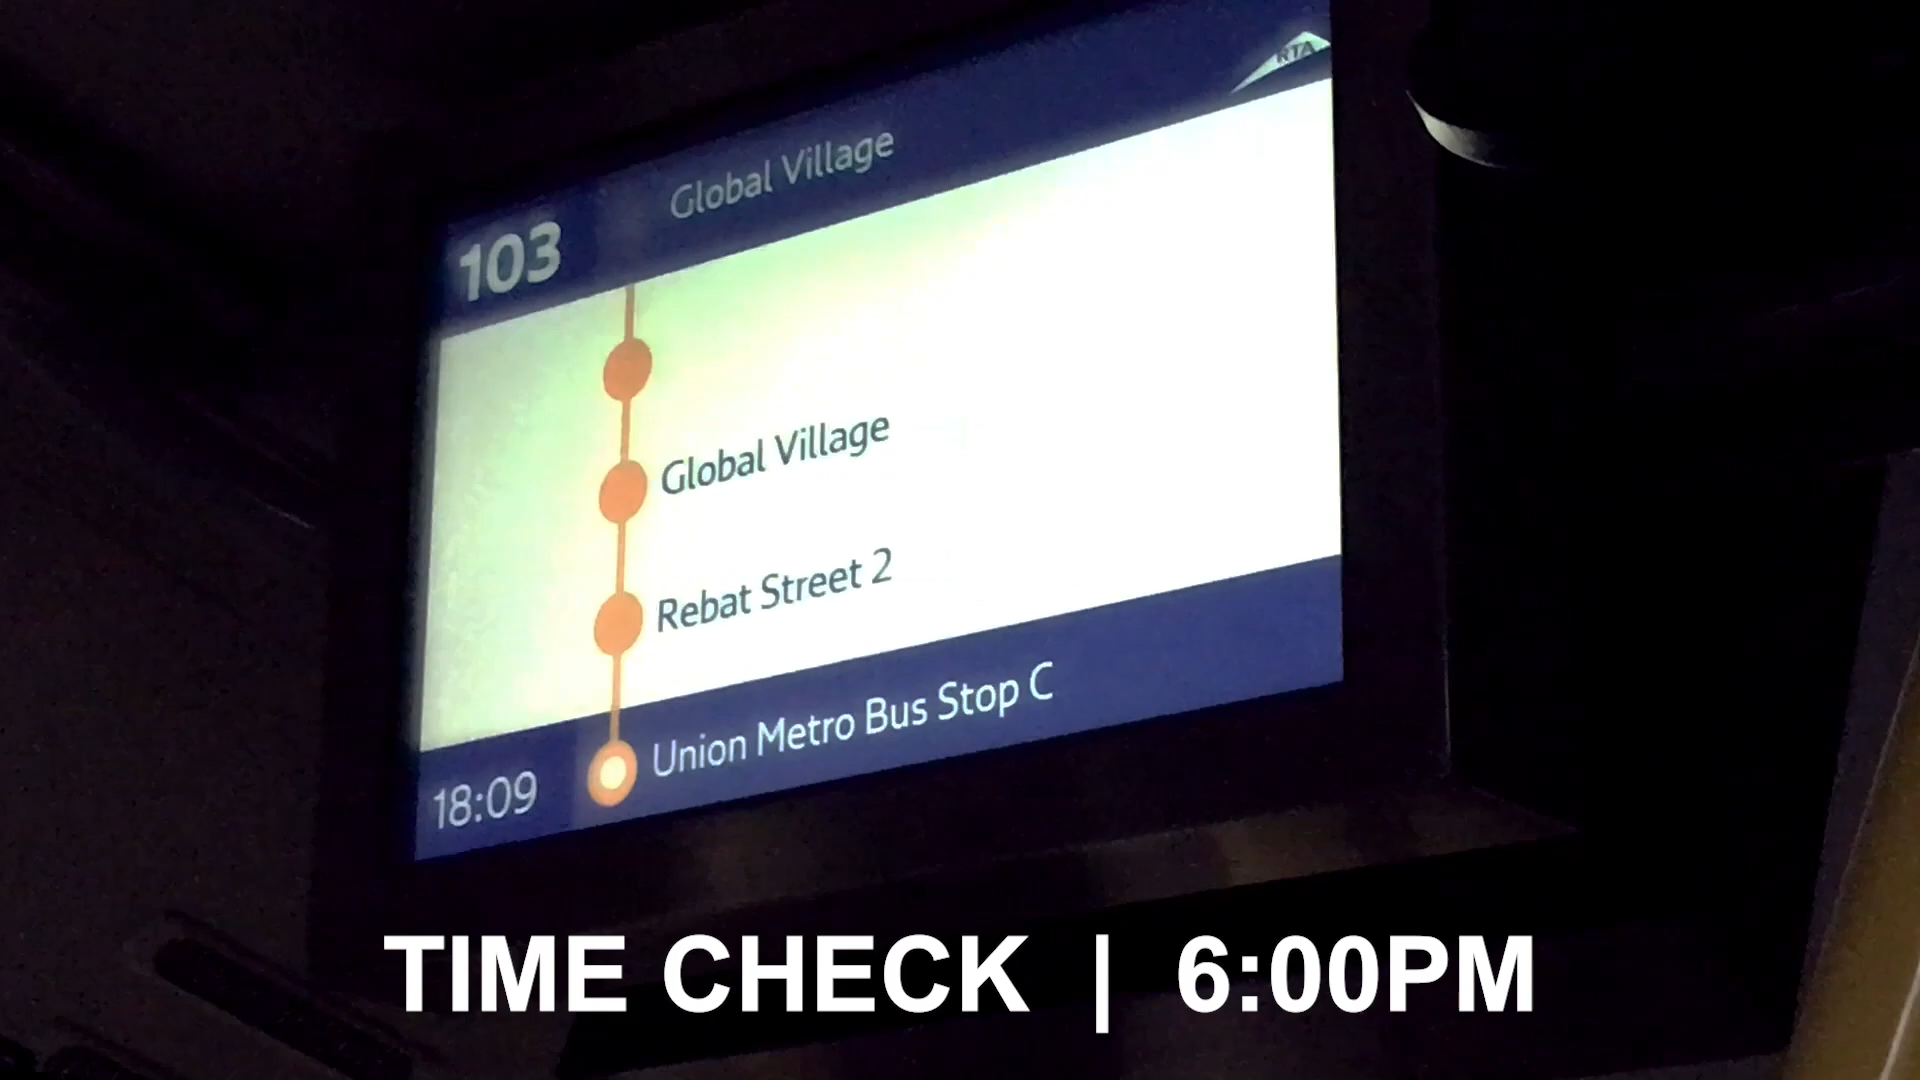 RTA
Global Village
103
Global Village
Rebat Street 2
Union Metro Bus Stop C
18:09
TIME CHECK | 6:00PM